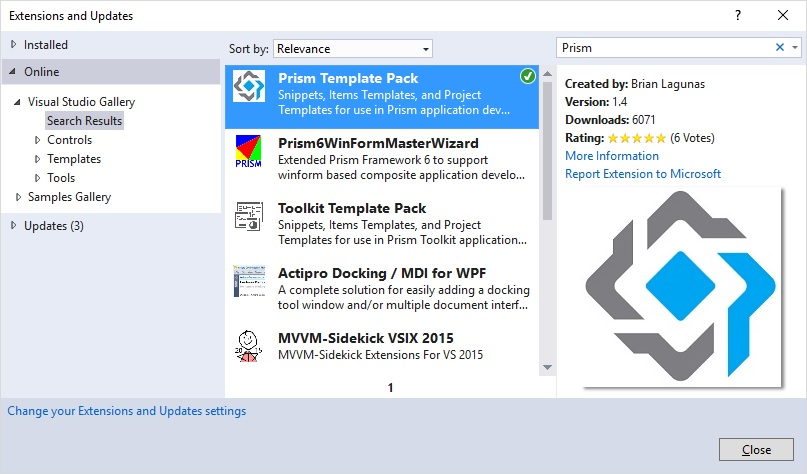 Extensions and Updates
?
Installed
Online
Visual Studio Gallery
Search Results
Controls
Templates
Tools
Samples Gallery
Updates (3)
Sort by: Relevance
Prism Template Pack
Snippets, Items Templates, and Project
Templates for use in Prism application dev...
Prism6WinFormMasterWizard
Extended Prism Framework 6 to support
winform based composite application develo...
PRISM
Toolkit Template Pack
Snippets, Items Templates, and Project
Templates for use in Prism Toolkit application...
Actipro Docking / MDI for WPF
A complete solution for easily adding a docking
tool window and/or multiple document interf...
MVVM-Sidekick VSIX 2015
MVVM-Sidekick Extensions For VS 2015
2015
1
Prism
Created by: Brian Lagunas
Version: 1.4
Downloads: 6071
Rating: (6 Votes)
More Information
Report Extension to Microsoft
Change your Extensions and Updates settings
Close